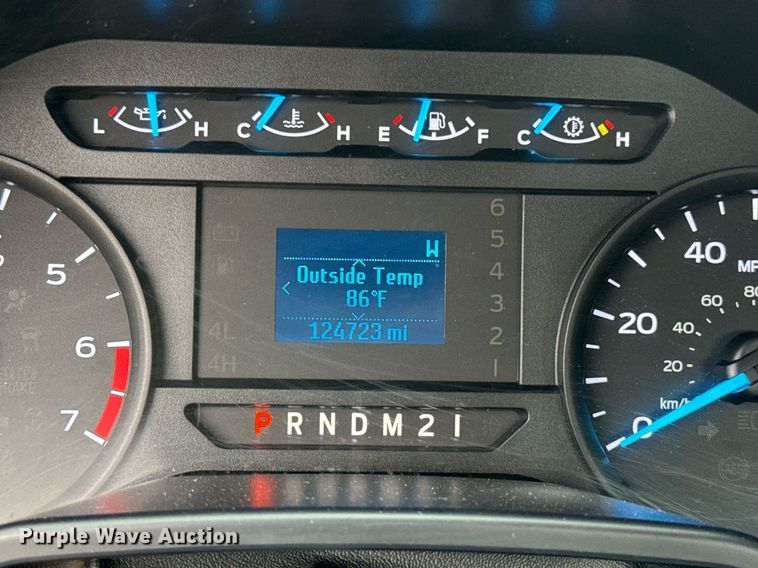 L H C H E F C H
6
5
4
3
2
1
W
Outside Temp
86°F
124723 mi
4L
4H
P R N D M 2 1
5
6
7
40
20
0
MP
80
60
40
20
km/h
Purple Wave Auction